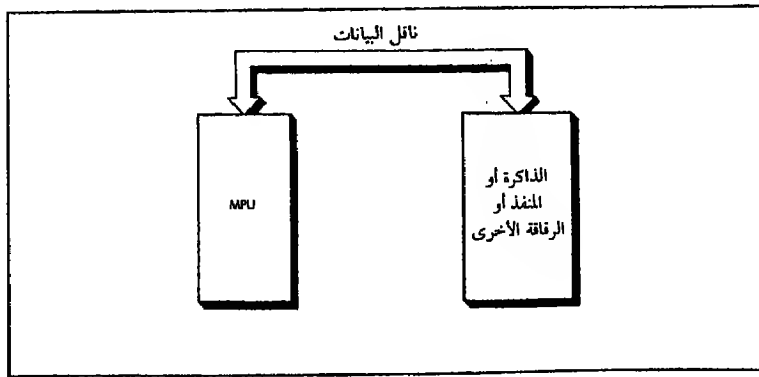 ناقل البيانات
MPU
الذاكرة أو
المنفذ أو
الرقاقة الأخرى